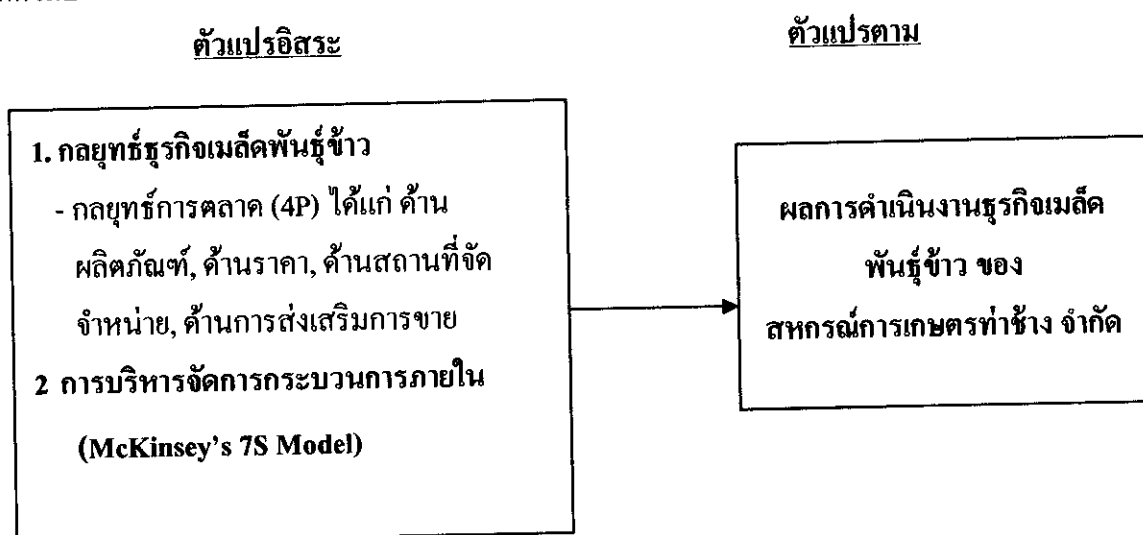 ตัวแปรอิสระ
ตัวแปรตาม
1. กลยุทธ์ธุรกิจเมล็ดพันธุ์ข้าว
- กลยุทธ์การตลาด (4P) ได้แก่ ด้าน
ผลิตภัณฑ์, ด้านราคา, ด้านสถานที่จัด
จำหน่าย, ด้านการส่งเสริมการขาย
2 การบริหารจัดการกระบวนการภายใน
(McKinsey's 7S Model)
ผลการดำเนินงานธุรกิจเมล็ด
พันธุ์ข้าว ของ
สหกรณ์การเกษตรท่าช้าง จำกัด